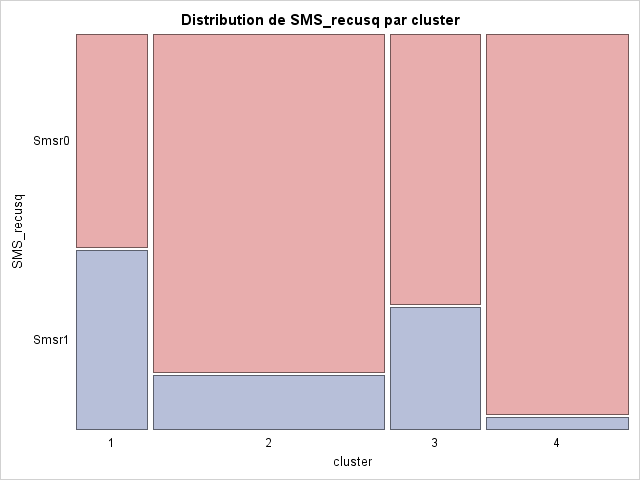 Distribution de SMS_recusq par cluster
Smsr0
SMS_recusq
Smsr1
1 2 3 4
cluster